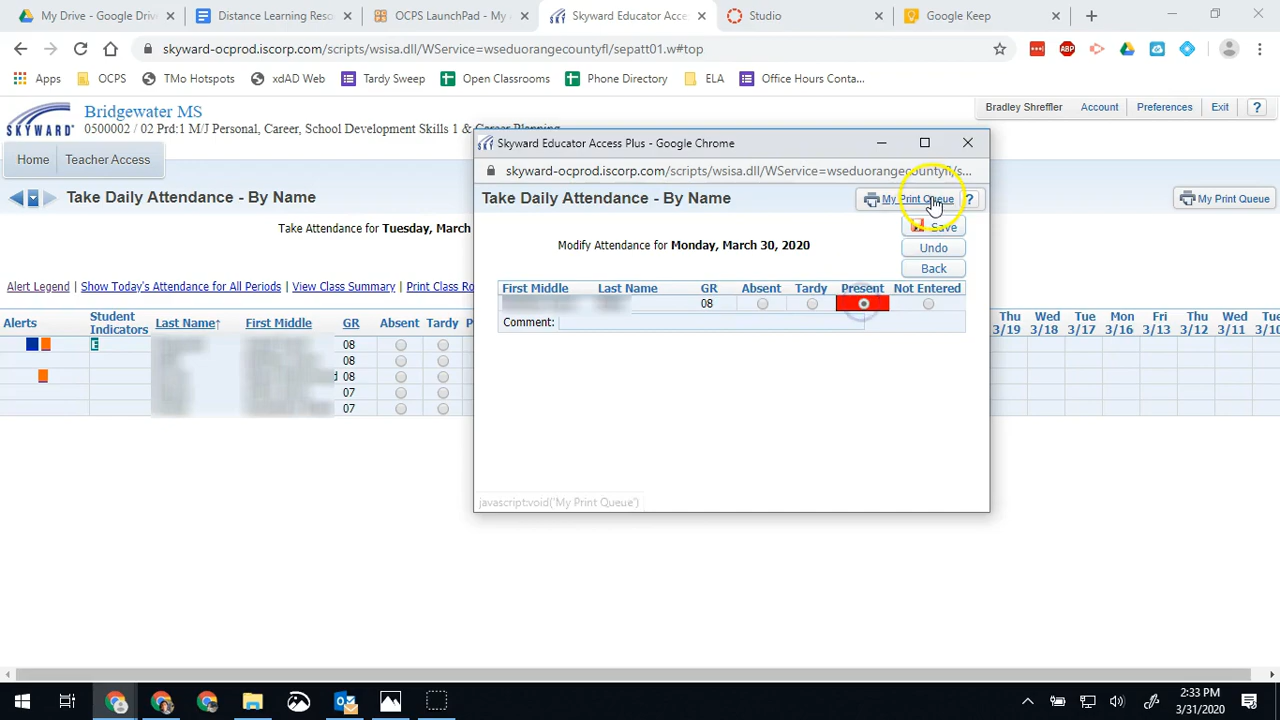 My Drive - Google Driv
Distance Learning Reso
OCPS LaunchPad - My
Skyward Educator Acces
Studio
Google Keep
skyward-ocprod.iscorp.com/scripts/wsisa.dll/WService=wseduorangecountyfl/sepatt01.w#top
Apps
OCPS
TMo Hotspots
xdAD Web
Tardy Sweep
Open Classrooms
Phone Directory
ELA
Office Hours Conta...
SKYWARD
Bridgewater MS
0500002 / 02 Prd:1 M/J Personal, Career, School Development Skills 1 & Career Planning
Bradley Shreffler
Account
Preferences
Exit
?
Home
Teacher Access
Skyward Educator Access Plus - Google Chrome
skyward-ocprod.iscorp.com/scripts/wsisa.dll/WService=wseduorangecountyfl/s...
Take Daily Attendance - By Name
Take Daily Attendance - By Name
My Print Queue
?
My Print Queue
Save
Take Attendance for Tuesday, March
Modify Attendance for Monday, March 30, 2020
Undo
Back
Alert Legend
Show Today's Attendance for All Periods
View Class Summary
Print Class Ro
First Middle
Last Name
GR
Absent
Tardy
Present
Not Entered
08
Comment:
Alerts
Student Indicators
Last Name↑
First Middle
GR
Absent
Tardy
P
Thu 3/19
Wed 3/18
Tue 3/17
Mon 3/16
Fri 3/13
Thu 3/12
Wed 3/11
Tue 3/10
E
08
08
d 08
07
07
javascript:void('My Print Queue')
2:33 PM
3/31/2020